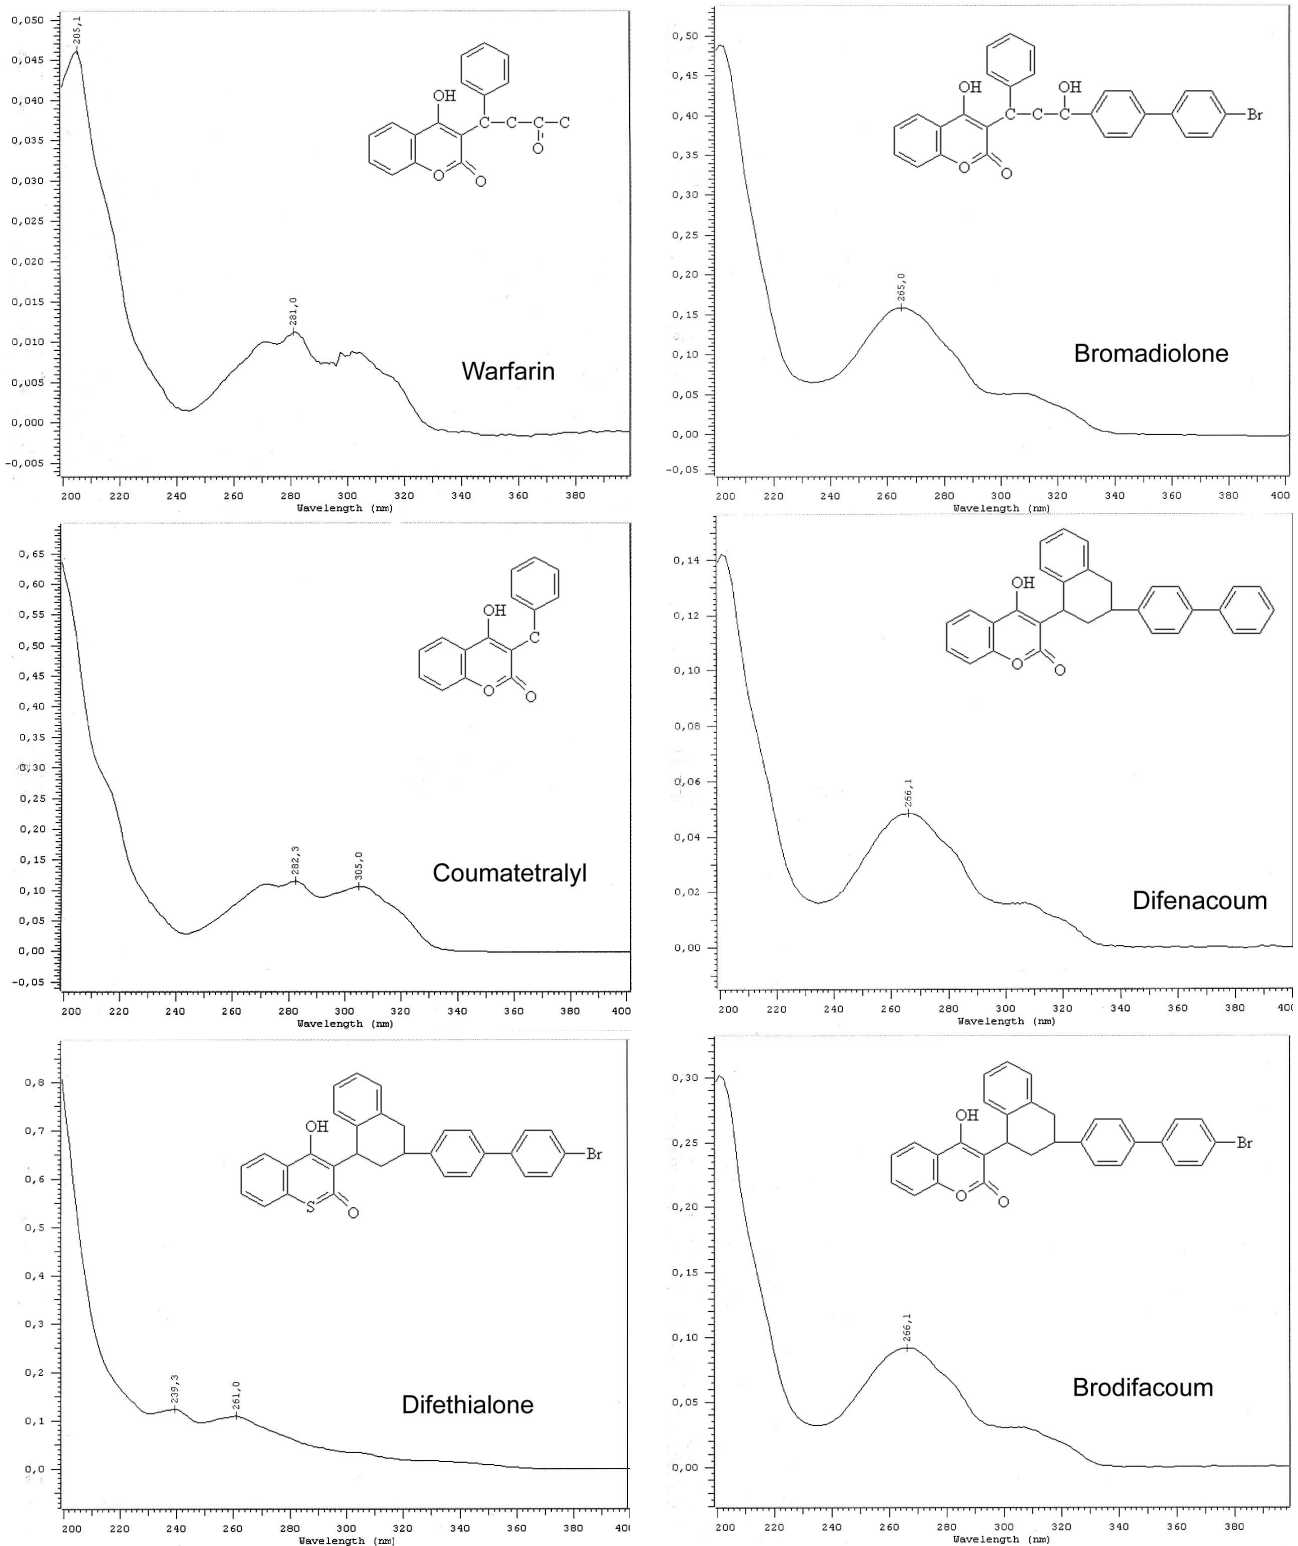 0,050
0,045
0,040
0,035
0,030
0,025
0,020
0,015
0,010
0,005
0,000
-0,005
205,1
281,0
OH
C
C
C
C
O
O
O
Warfarin
200 220 240 260 280 300 320 340 360 380
Wavelength (nm)
0,50
0,45
0,40
0,35
0,30
0,25
0,20
0,15
0,10
0,05
0,00
-0,05
265,0
OH
OH
C
C
C
Br
O
O
Bromadiolone
200 220 240 260 280 300 320 340 360 380 400
Wavelength (nm)
0,65
0,60
0,55
0,50
0,45
0,40
0,35
0,30
0,25
0,20
0,15
0,10
0,05
0,00
-0,05
282,3
305,0
OH
C
O
O
Coumatetralyl
200 220 240 260 280 300 320 340 360 380 400
Wavelength (nm)
0,14
0,12
0,10
0,08
0,06
0,04
0,02
0,00
266,1
OH
O
O
Difenacoum
200 220 240 260 280 300 320 340 360 380 400
Wavelength (nm)
0,8
0,7
0,6
0,5
0,4
0,3
0,2
0,1
0,0
239,3
261,0
OH
Br
S
O
Difethialone
200 220 240 260 280 300 320 340 360 380
Wavelength (nm)
0,30
0,25
0,20
0,15
0,10
0,05
0,00
266,1
OH
Br
O
O
Brodifacoum
200 220 240 260 280 300 320 340 360 380
Wavelength (nm)